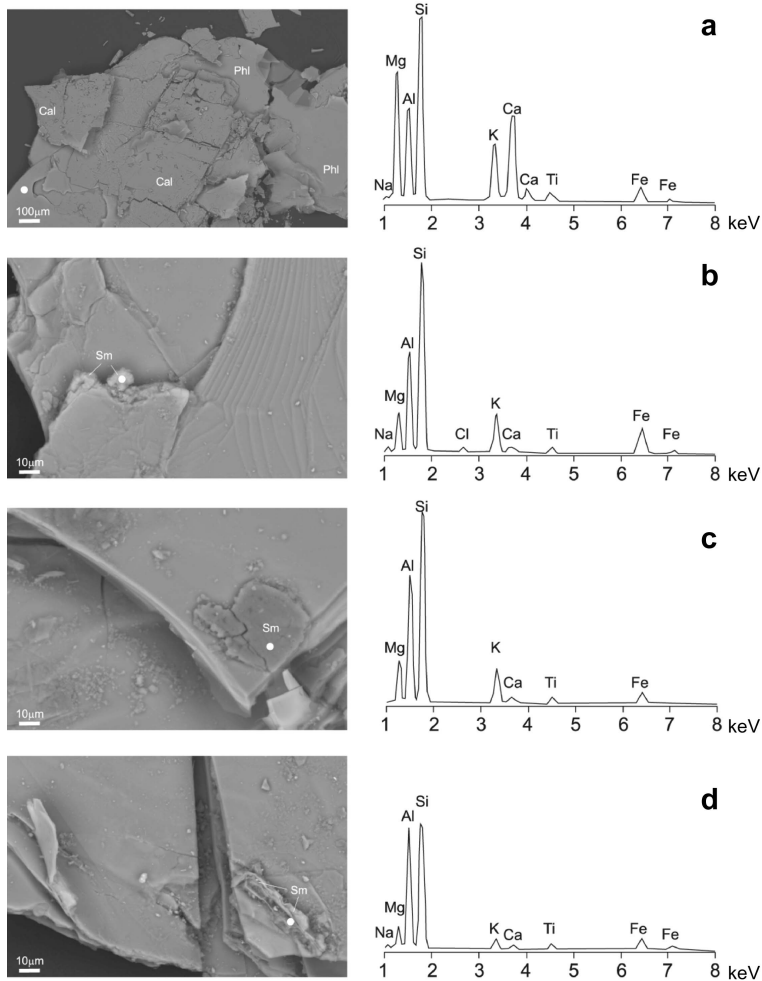 a
Si
Mg
Al
Ca
K
Na
Ca
Ti
Fe
Fe
1 2 3 4 5 6 7 8 keV
Phl
Cal
Phl
Cal
100μm
b
Si
Al
Mg
K
Fe
Na
Cl
Ca
Ti
Fe
1 2 3 4 5 6 7 8 keV
Sm
10μm
c
Si
Al
Mg
K
Ca
Ti
Fe
1 2 3 4 5 6 7 8 keV
Sm
10μm
d
Si
Al
Mg
Na
K
Ca
Ti
Fe
Fe
1 2 3 4 5 6 7 8 keV
Sm
10μm